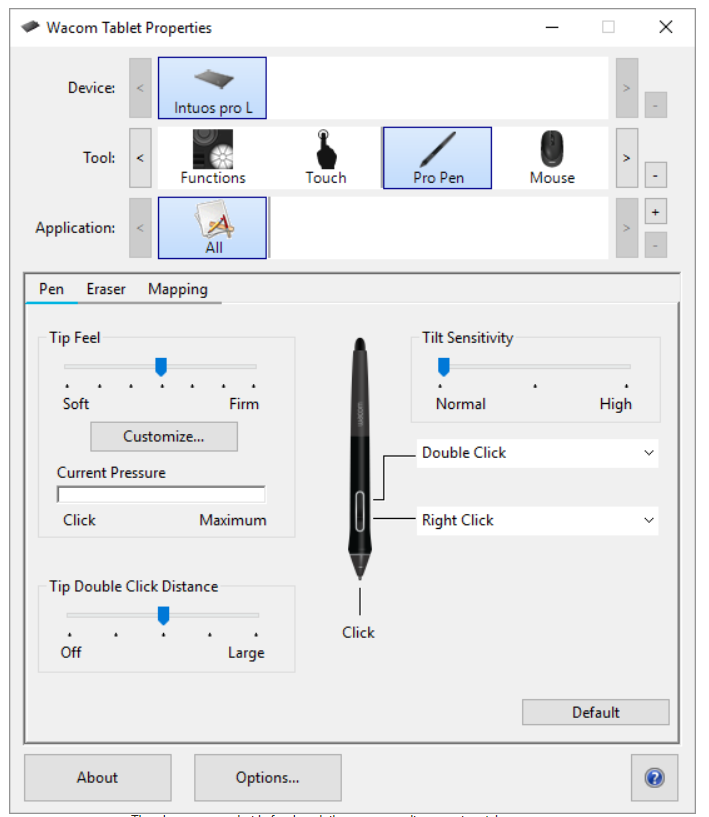 Wacom Tablet Properties
Device:
<
Intuos pro L
>
-
Tool:
<
Functions
Touch
Pro Pen
Mouse
>
-
Application:
<
All
>
+
-
Pen Eraser Mapping
Tip Feel
Soft Firm
Customize...
Current Pressure
Click Maximum
Tip Double Click Distance
Off Large
wacom
Click
Tilt Sensitivity
Normal High
Double Click
Right Click
Default
About
Options...
?